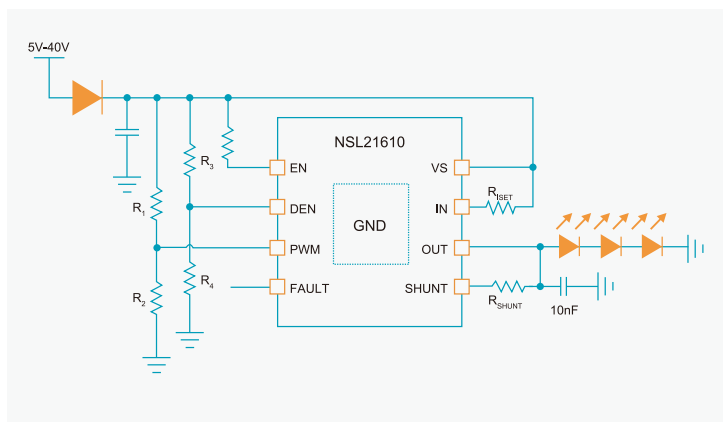 5V-40V
NSL21610
R3
EN
VS
RISET
R1
DEN
IN
GND
PWM
OUT
R2
R4
FAULT
SHUNT
RSHUNT
10nF